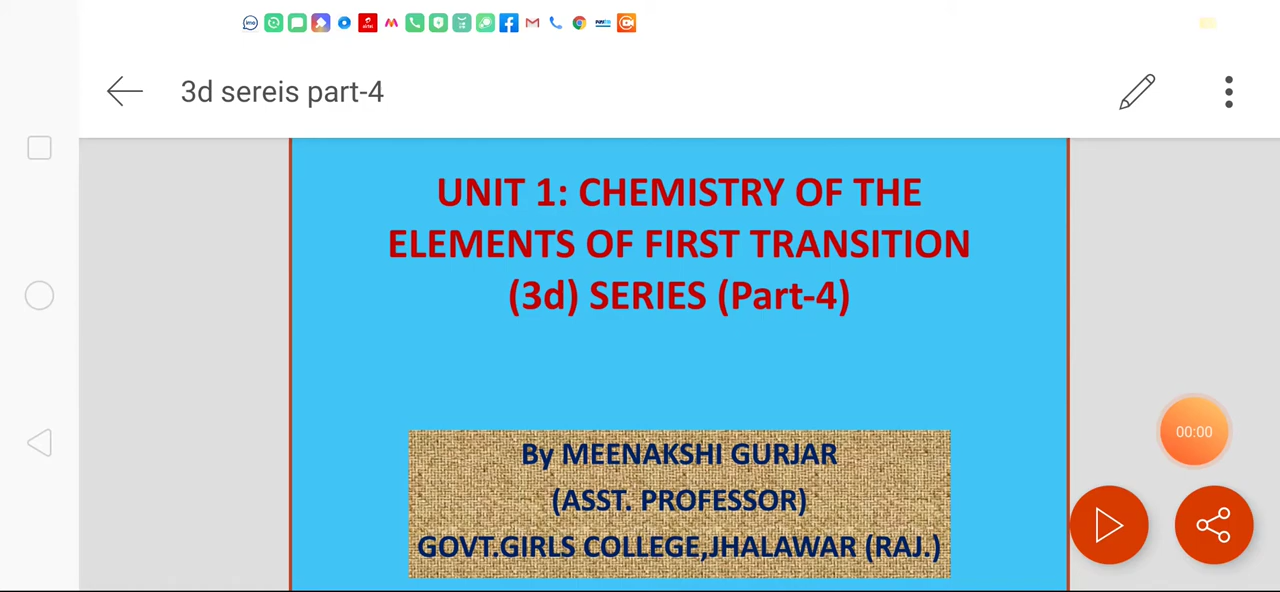 3d sereis part-4
UNIT 1: CHEMISTRY OF THE
ELEMENTS OF FIRST TRANSITION
(3d) SERIES (Part-4)
00:00
By MEENAKSHI GURJAR
(ASST. PROFESSOR)
GOVT.GIRLS COLLEGE,JHALAWAR (RAJ.)